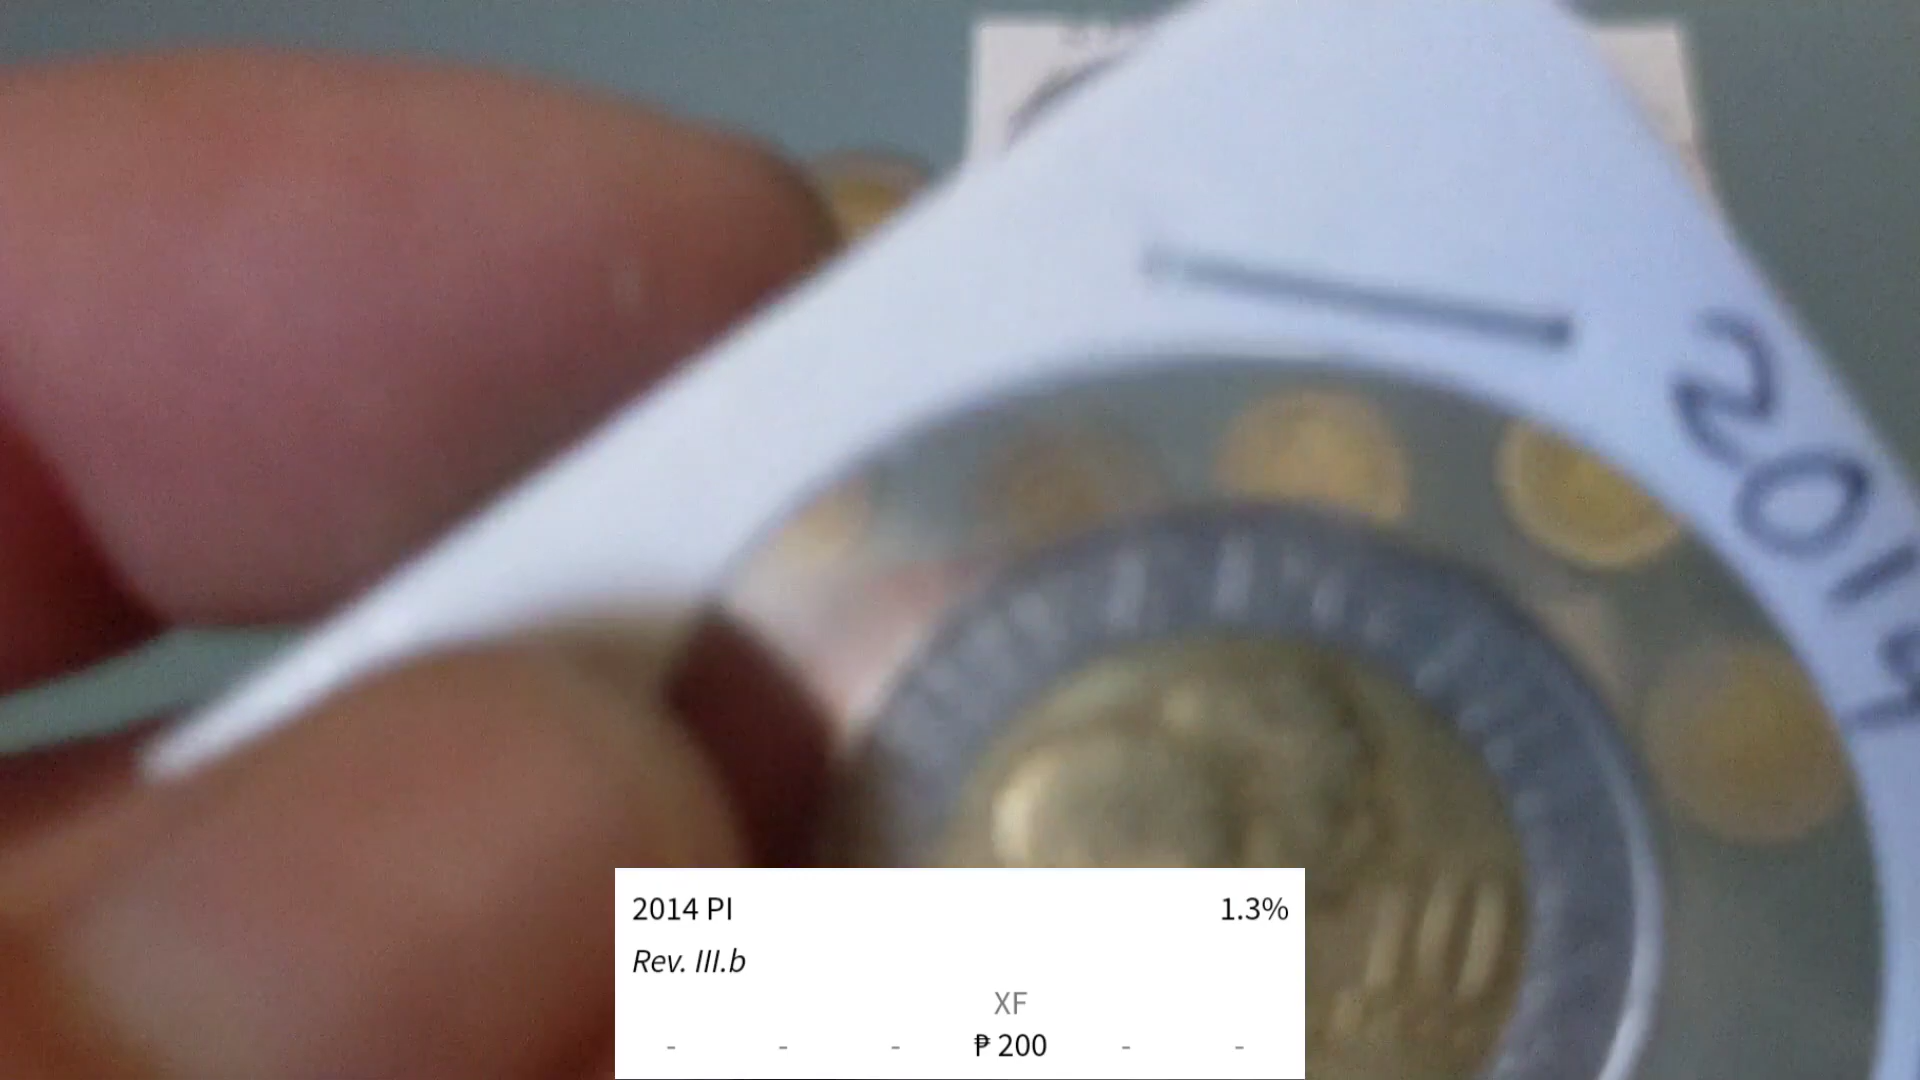 2014
2014 PI 1.3%
Rev. III.b
XF
- - - ₱ 200 - -